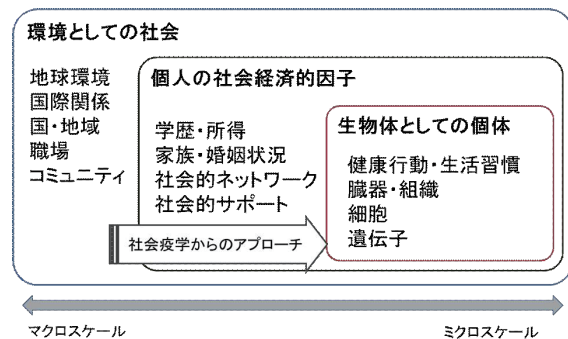 環境としての社会
地球環境
国際関係
国・地域
職場
コミュニティ
個人の社会経済的因子
学歴・所得
家族・婚姻状況
社会的ネットワーク
社会的サポート
生物体としての個体
健康行動・生活習慣
臓器・組織
細胞
遺伝子
社会疫学からのアプローチ
マクロスケール
ミクロスケール